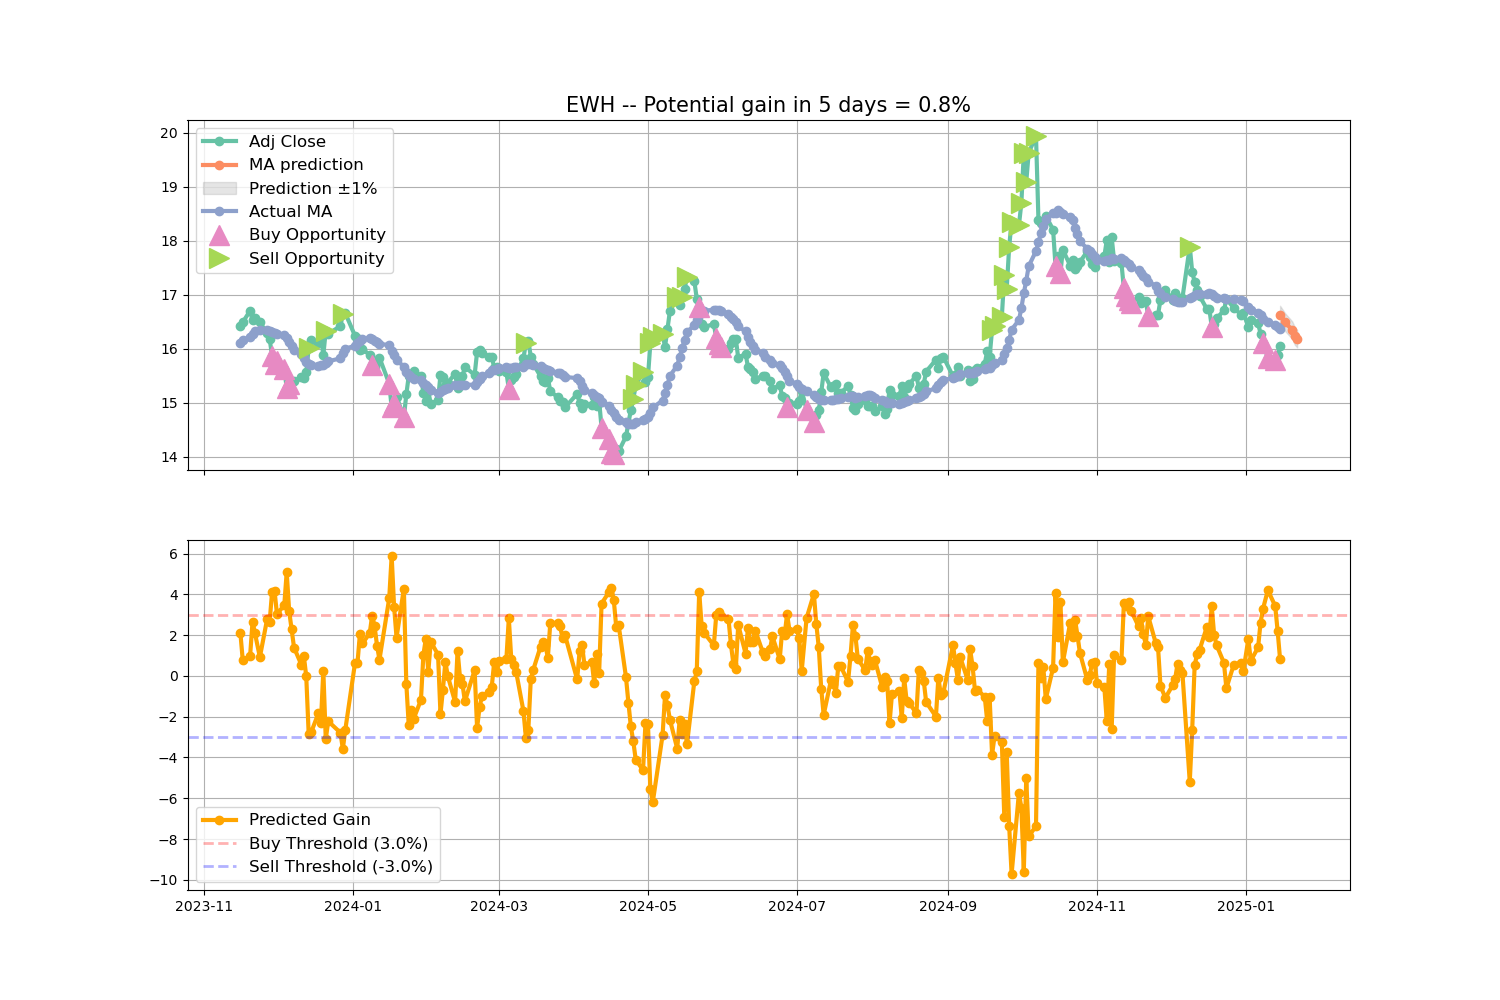 EWH -- Potential gain in 5 days = 0.8%
20
19
18
17
16
15
14
Adj Close
MA prediction
Prediction ±1%
Actual MA
Buy Opportunity
Sell Opportunity
6
4
2
0
−2
−4
−6
−8
−10
Predicted Gain
Buy Threshold (3.0%)
Sell Threshold (-3.0%)
2023-11 2024-01 2024-03 2024-05 2024-07 2024-09 2024-11 2025-01